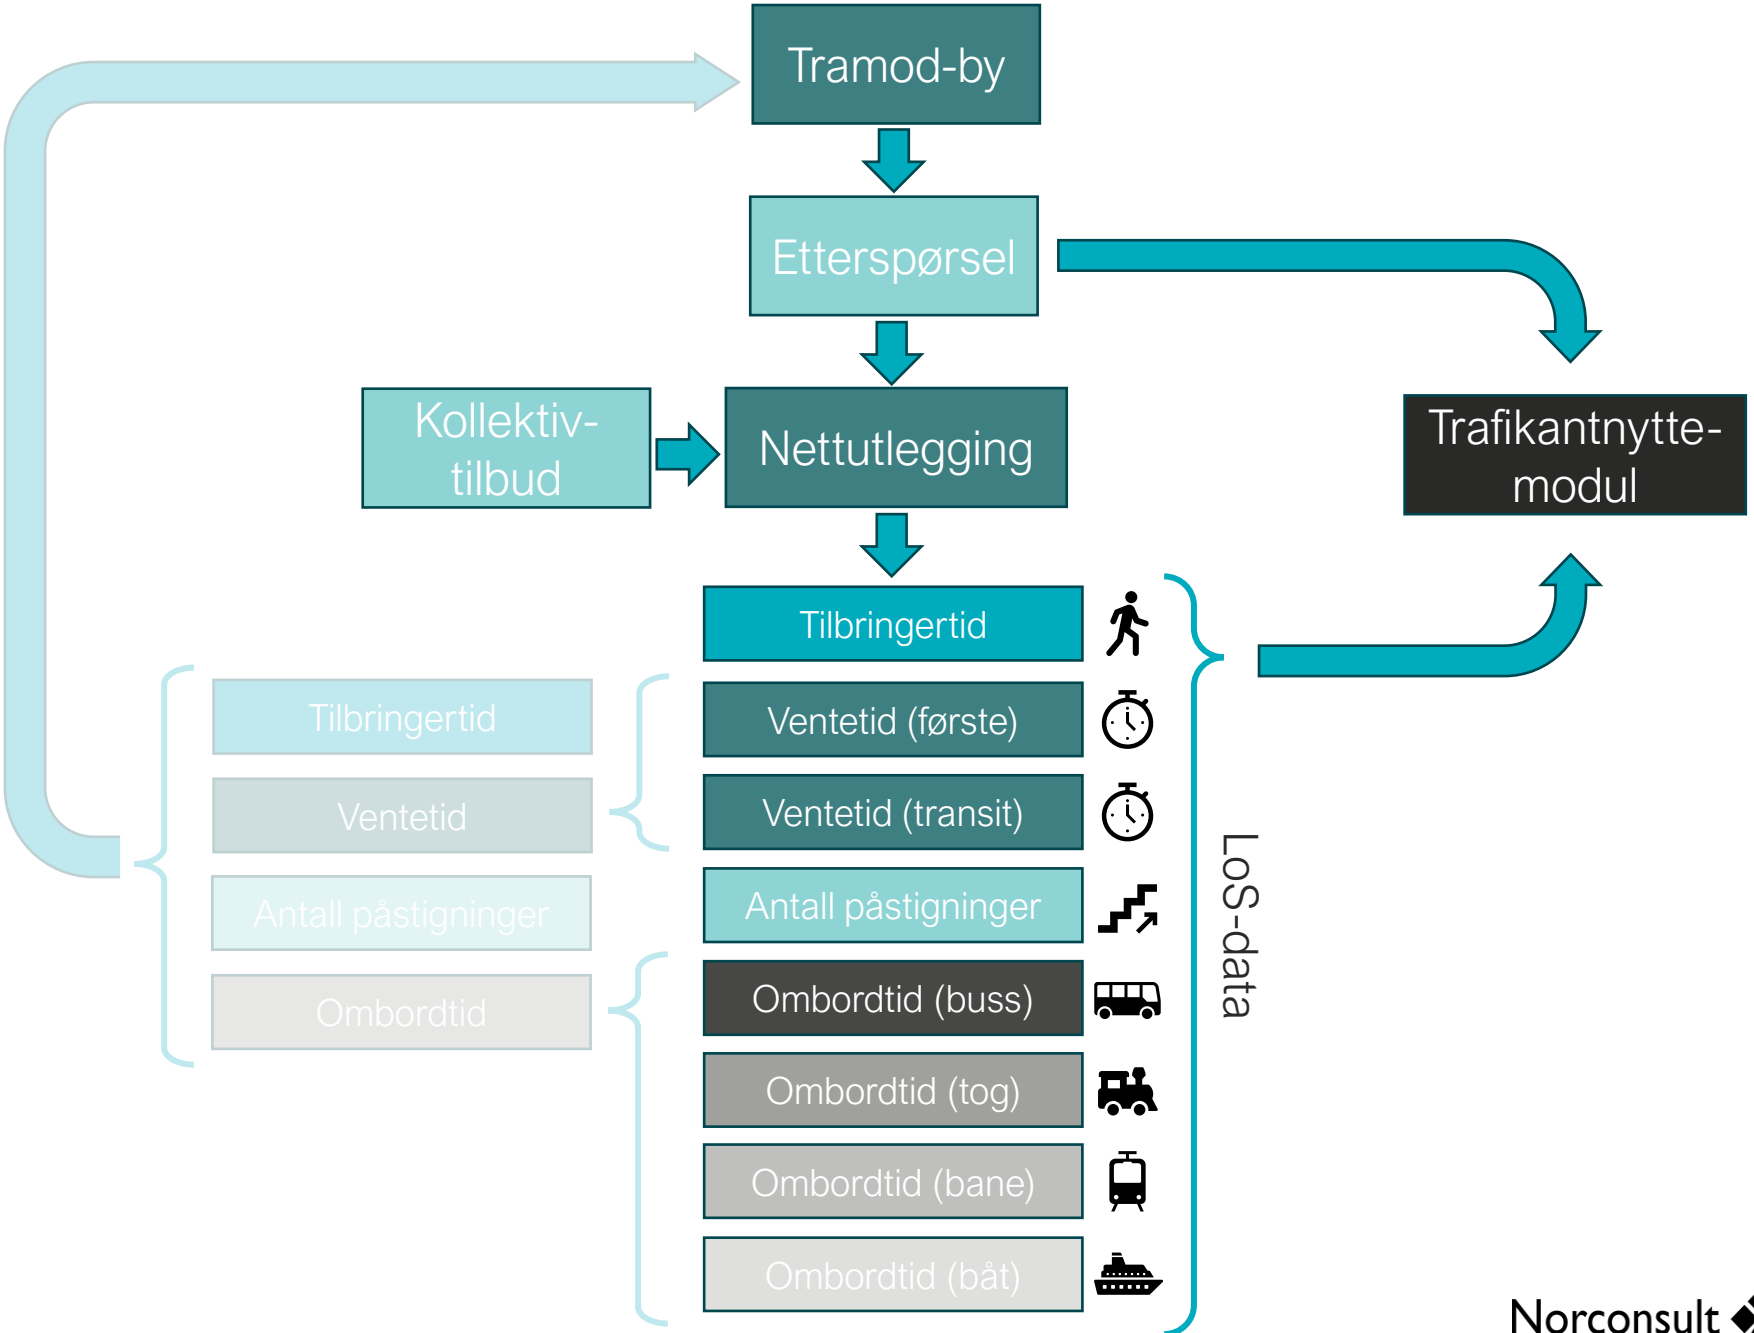 Tramod-by
Etterspørsel
Kollektiv-
tilbud
Nettutlegging
Trafikantnytte-
modul
Tilbringertid
Ventetid (første)
Ventetid (transit)
Antall påstigninger
Ombordtid (buss)
Ombordtid (tog)
Ombordtid (bane)
Ombordtid (båt)
Tilbringertid
Ventetid
Antall påstigninger
Ombordtid
LoS-data
Norconsult